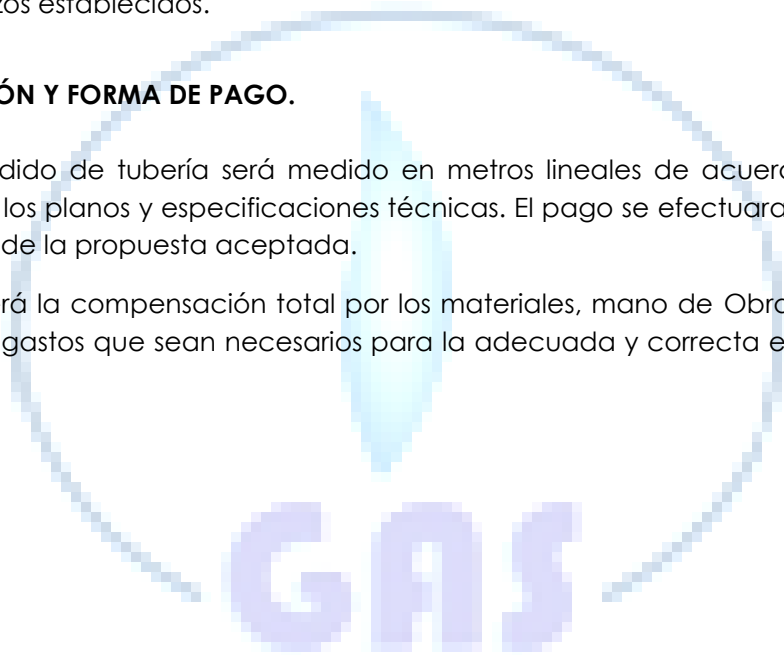 zos establecidos.
ÓN Y FORMA DE PAGO.
dido de tubería será medido en metros lineales de acuerd
los planos y especificaciones técnicas. El pago se efectuara
de la propuesta aceptada.
rá la compensación total por los materiales, mano de Obra
gastos que sean necesarios para la adecuada y correcta e
GAS